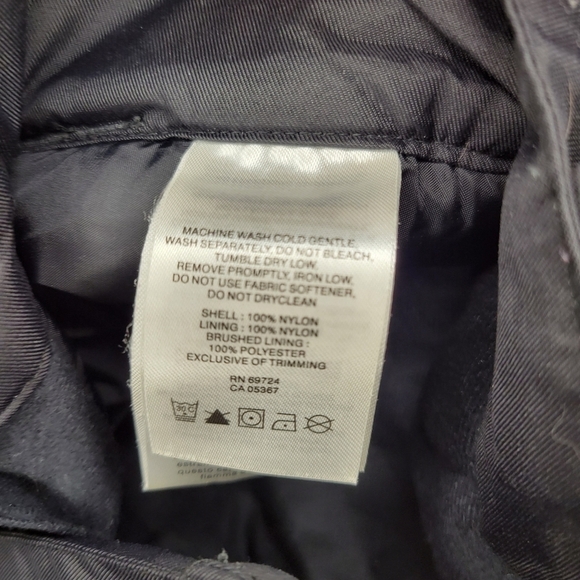 MACHINE WASH COLD GENTLE,
WASH SEPARATELY, DO NOT BLEACH,
TUMBLE DRY LOW,
REMOVE PROMPTLY, IRON LOW,
DO NOT USE FABRIC SOFTENER,
DO NOT DRYCLEAN
SHELL : 100% NYLON
LINING : 100% NYLON
BRUSHED LINING :
100% POLYESTER
EXCLUSIVE OF TRIMMING
RN 69724
CA 05367
30 C